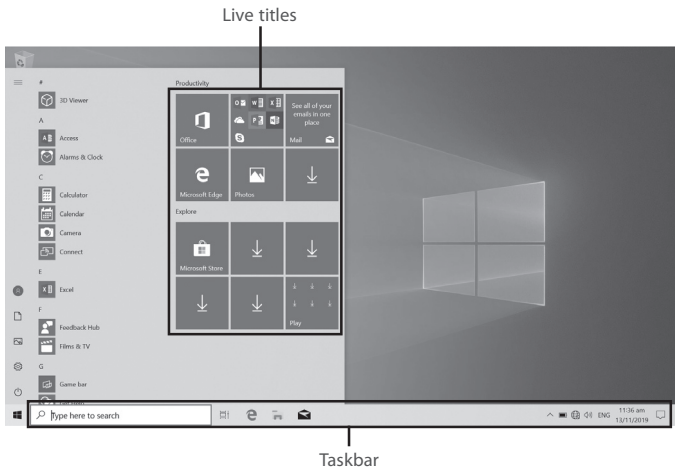 Live titles
#
3D Viewer
A
Access
Alarms & Clock
C
Calculator
Calendar
Camera
Connect
E
Excel
F
Feedback Hub
Films & TV
G
Game bar
Productivity
Office
See all of your
emails in one
place
Mail
Microsoft Edge
Photos
Explore
Microsoft Store
Play
Type here to search
ENG
11:36 am
13/11/2019
Taskbar